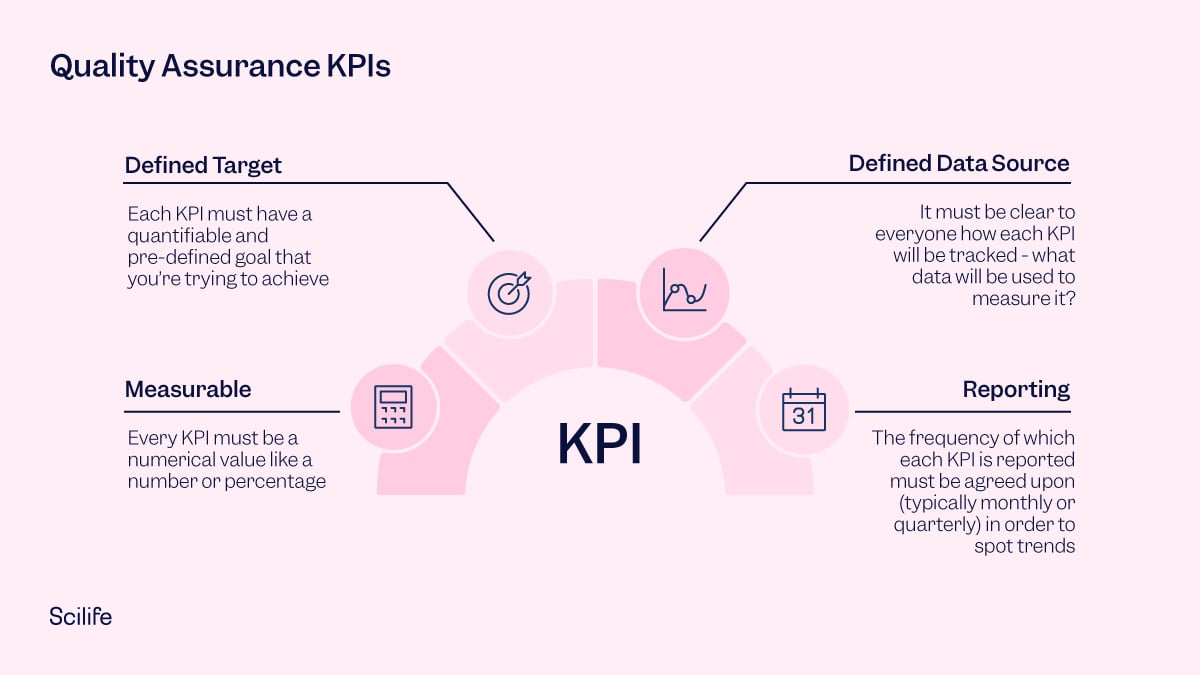 Quality Assurance KPIs
Defined Target
Each KPI must have a
quantifiable and
pre-defined goal that
you're trying to achieve
Defined Data Source
It must be clear to
everyone how each KPI
will be tracked - what
data will be used to
measure it?
Measurable
Every KPI must be a
numerical value like a
number or percentage
31
KPI
Reporting
The frequency of which
each KPI is reported
must be agreed upon
(typically monthly or
quarterly) in order to
spot trends
Scilife